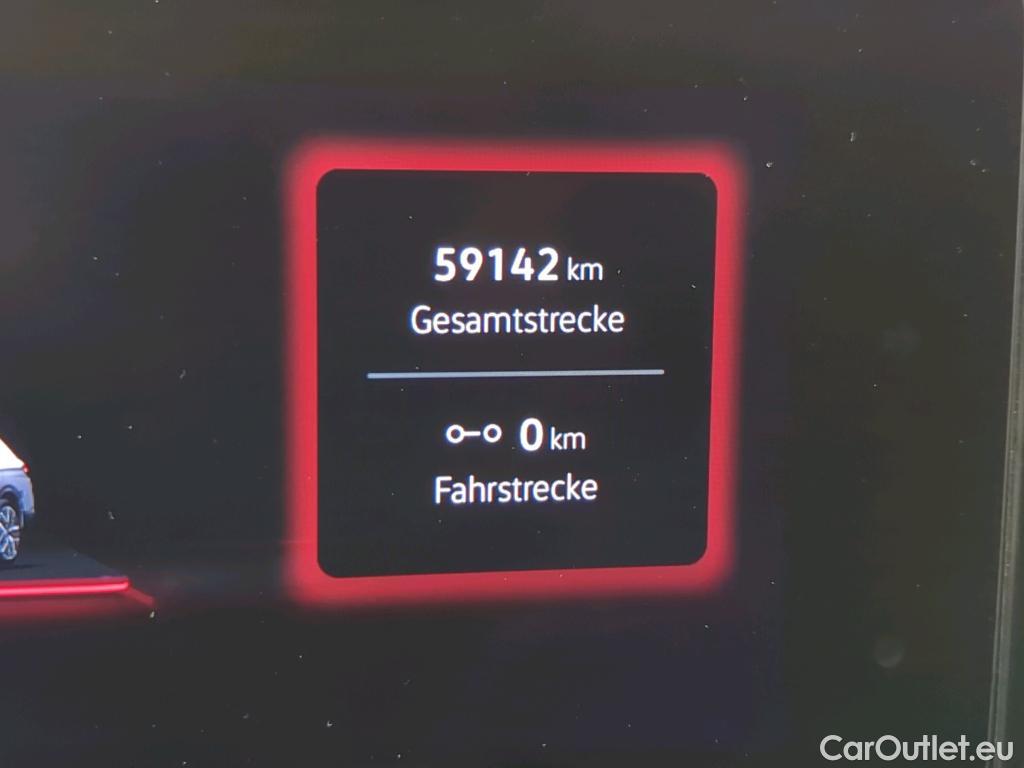 59142 km
Gesamtstrecke
0 km
Fahrstrecke
CarOutlet.eu